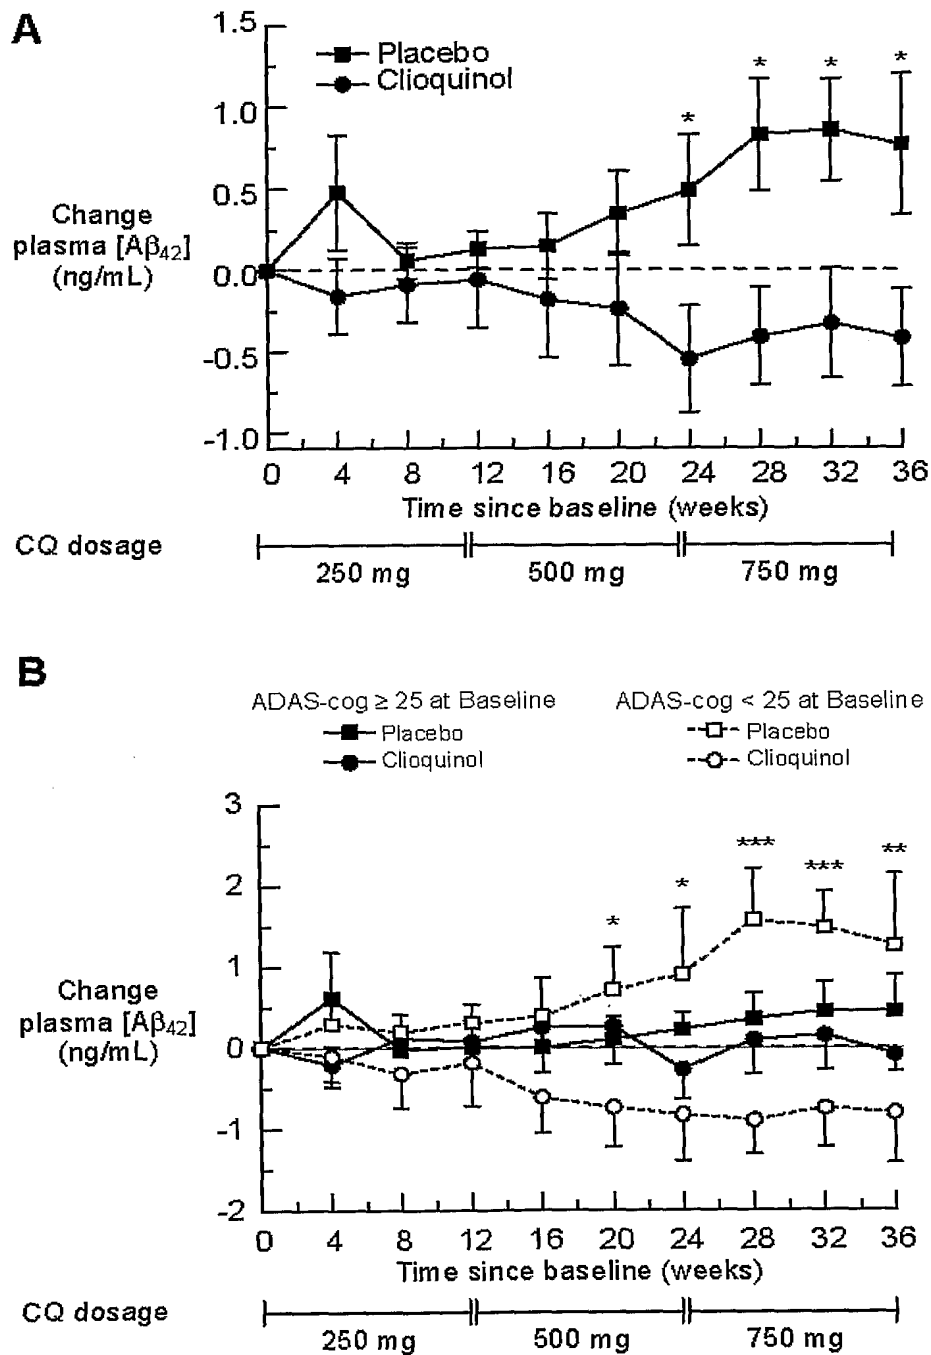 A
1.5
1.0
0.5
0.0
-0.5
-1.0
Placebo
Clioquinol
* * * *
Change
plasma [Aβ₄₂]
(ng/mL)
0 4 8 12 16 20 24 28 32 36
Time since baseline (weeks)
CQ dosage
250 mg 500 mg 750 mg
B
ADAS-cog ≥ 25 at Baseline ADAS-cog < 25 at Baseline
Placebo Placebo
Clioquinol Clioquinol
3
2
1
0
-1
-2
* * *** *** **
Change
plasma [Aβ₄₂]
(ng/mL)
0 4 8 12 16 20 24 28 32 36
Time since baseline (weeks)
CQ dosage
250 mg 500 mg 750 mg